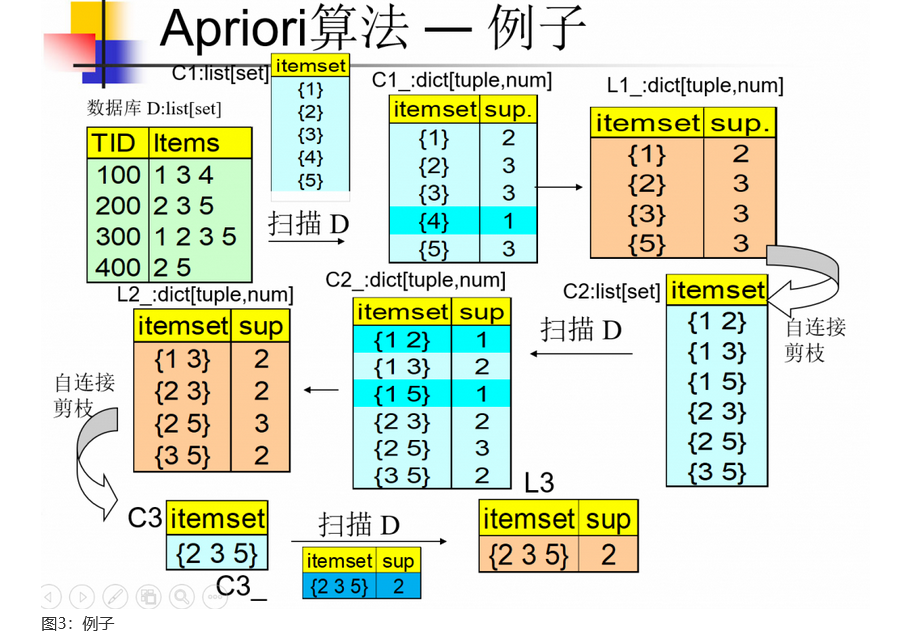 Apriori算法 — 例子
C1:list[set]
itemset
{1}
{2}
{3}
{4}
{5}
数据库 D:list[set]
TID Items
100 1 3 4
200 2 3 5
300 1 2 3 5
400 2 5
扫描 D
C1_:dict[tuple,num]
itemset sup.
{1} 2
{2} 3
{3} 3
{4} 1
{5} 3
L1_:dict[tuple,num]
itemset sup.
{1} 2
{2} 3
{3} 3
{5} 3
自连接
剪枝
C2:list[set]
itemset
{1 2}
{1 3}
{1 5}
{2 3}
{2 5}
{3 5}
扫描 D
C2_:dict[tuple,num]
itemset sup
{1 2} 1
{1 3} 2
{1 5} 1
{2 3} 2
{2 5} 3
{3 5} 2
L2_:dict[tuple,num]
itemset sup
{1 3} 2
{2 3} 2
{2 5} 3
{3 5} 2
自连接
剪枝
C3
itemset
{2 3 5}
扫描 D
C3_
itemset sup
{2 3 5} 2
L3
itemset sup
{2 3 5} 2
图3：例子